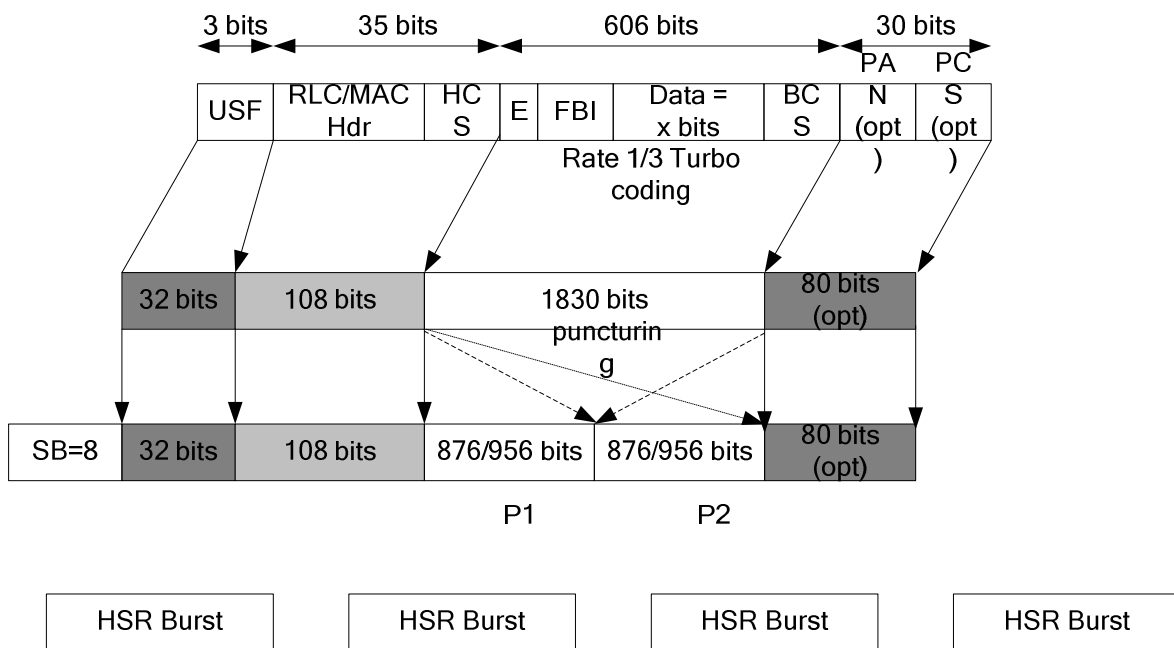 3 bits
35 bits
606 bits
30 bits
USF
RLC/MAC
Hdr
HC
S
E
FBI
Data =
x bits
BC
S
PA
N
(opt
)
PC
S
(opt
)
Rate 1/3 Turbo
coding
32 bits
108 bits
1830 bits
80 bits
(opt)
puncturin
g
SB=8
32 bits
108 bits
876/956 bits
876/956 bits
80 bits
(opt)
P1
P2
HSR Burst
HSR Burst
HSR Burst
HSR Burst